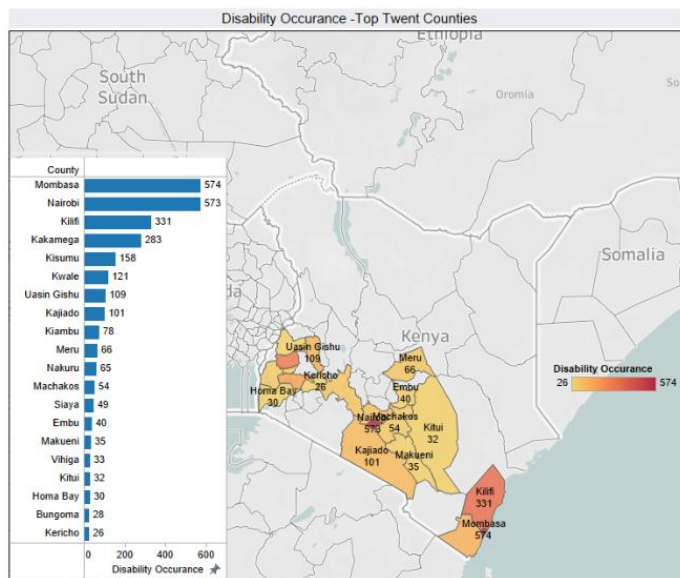 Disability Occurance -Top Twent Counties
Ethiopia
South
Sudan
Oromia
County
Mombasa 574
Nairobi 573
Kilifi 331
Kakamega 283
Kisumu 158
Kwale 121
Uasin Gishu 109
Kajiado 101
Kiambu 78
Meru 66
Nakuru 65
Machakos 54
Siaya 49
Embu 40
Makueni 35
Vihiga 33
Kitui 32
Homa Bay 30
Bungoma 28
Kericho 26
0 200 400 600
Disability Occurance
Somalia
Kenya
Uasin Gishu
109
Meru
66
Kericho
26
Homa Bay
30
Embu
40
Nairobi
573
Machakos
54
Kitui
32
Kajiado
101
Makueni
35
Kilifi
331
Mombasa
574
Disability Occurance
26 574